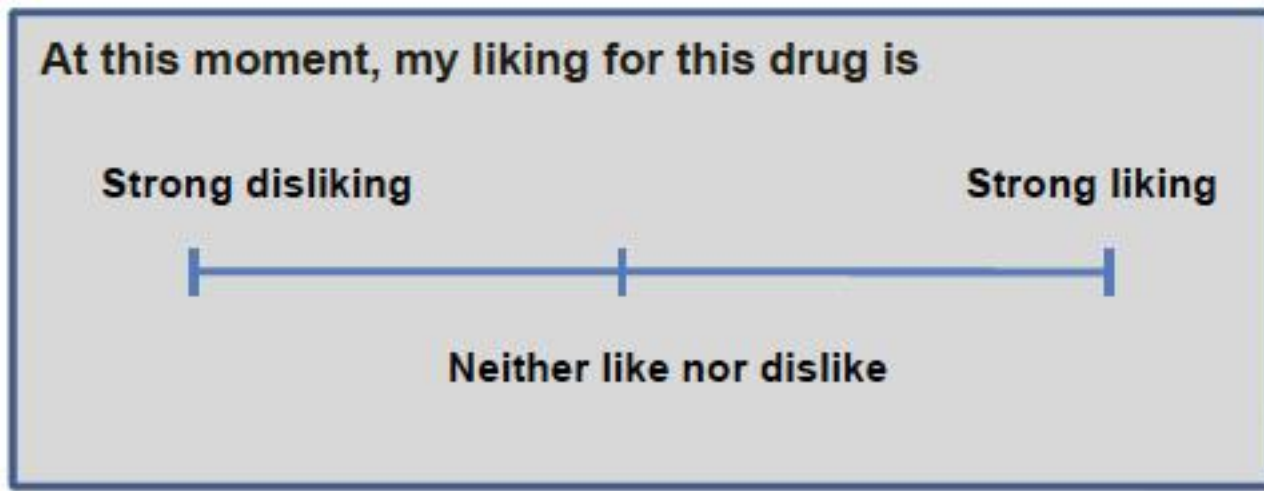 At this moment, my liking for this drug is
Strong disliking Strong liking
Neither like nor dislike